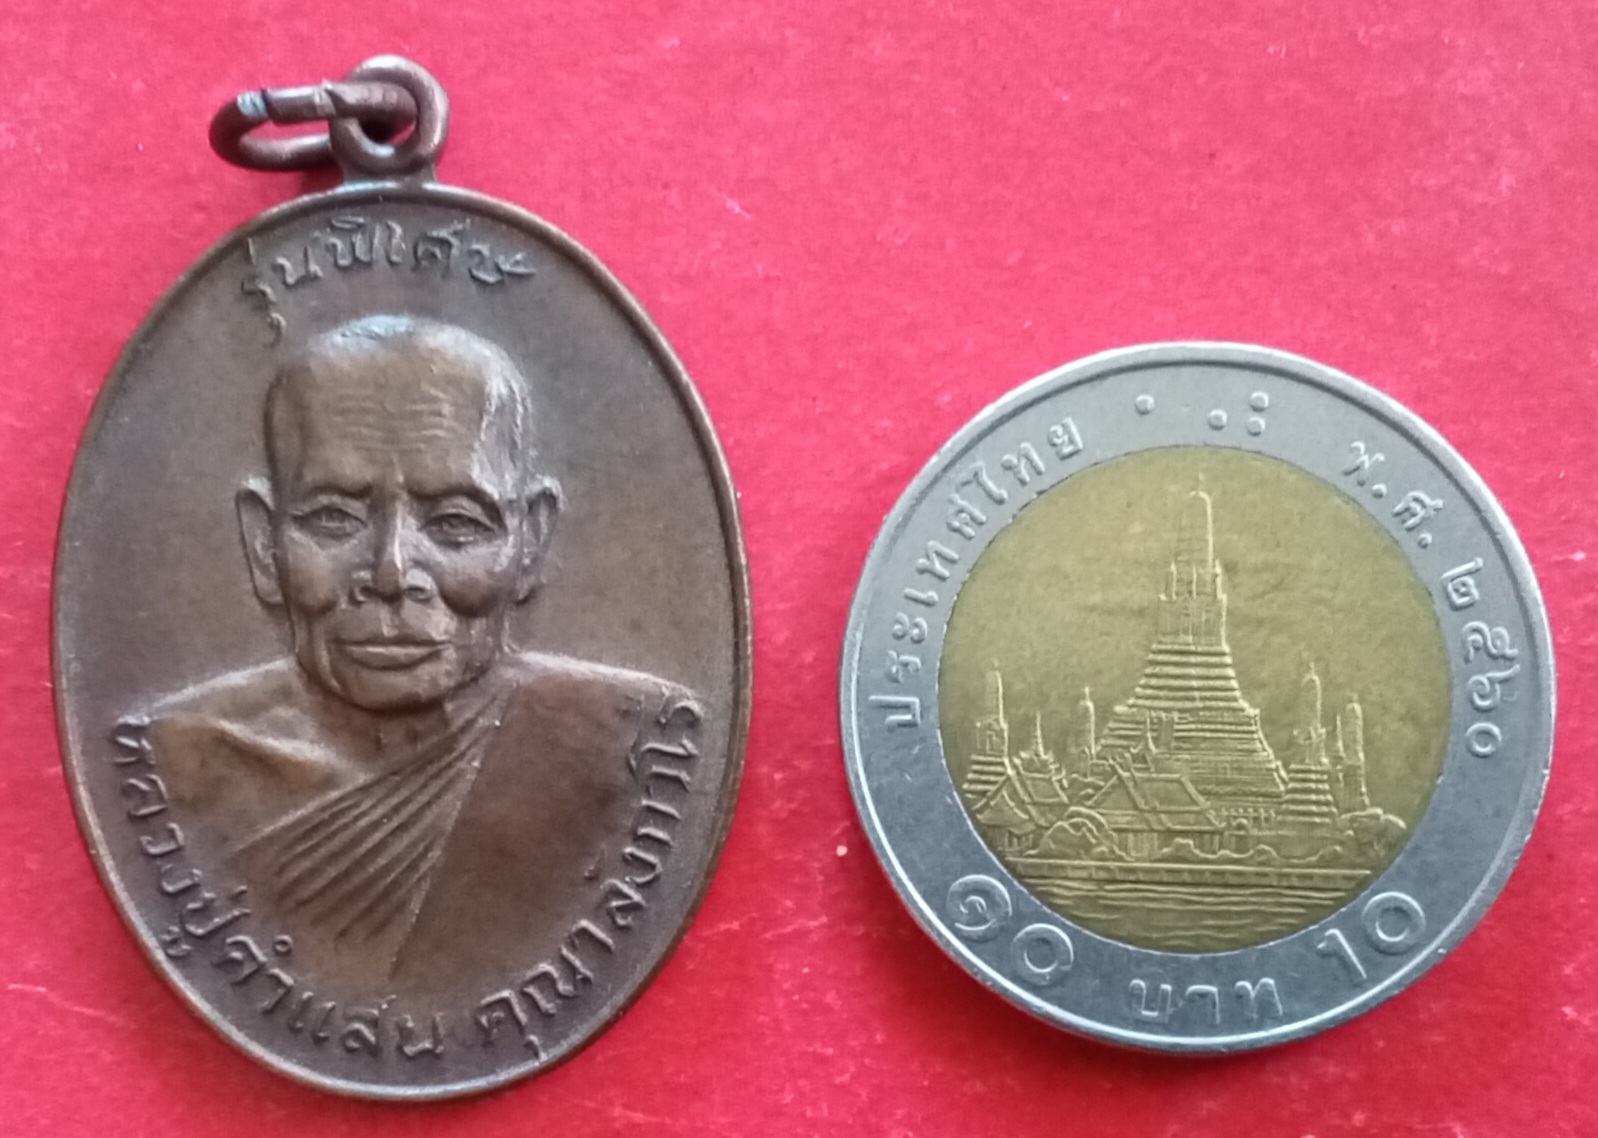 รุ่นพิเศษ
หลวงปู่คำแสน คุณาลังกาโร
ประเทศไทย
พ.ศ. ๒๕๖๐
๑๐ บาท 10